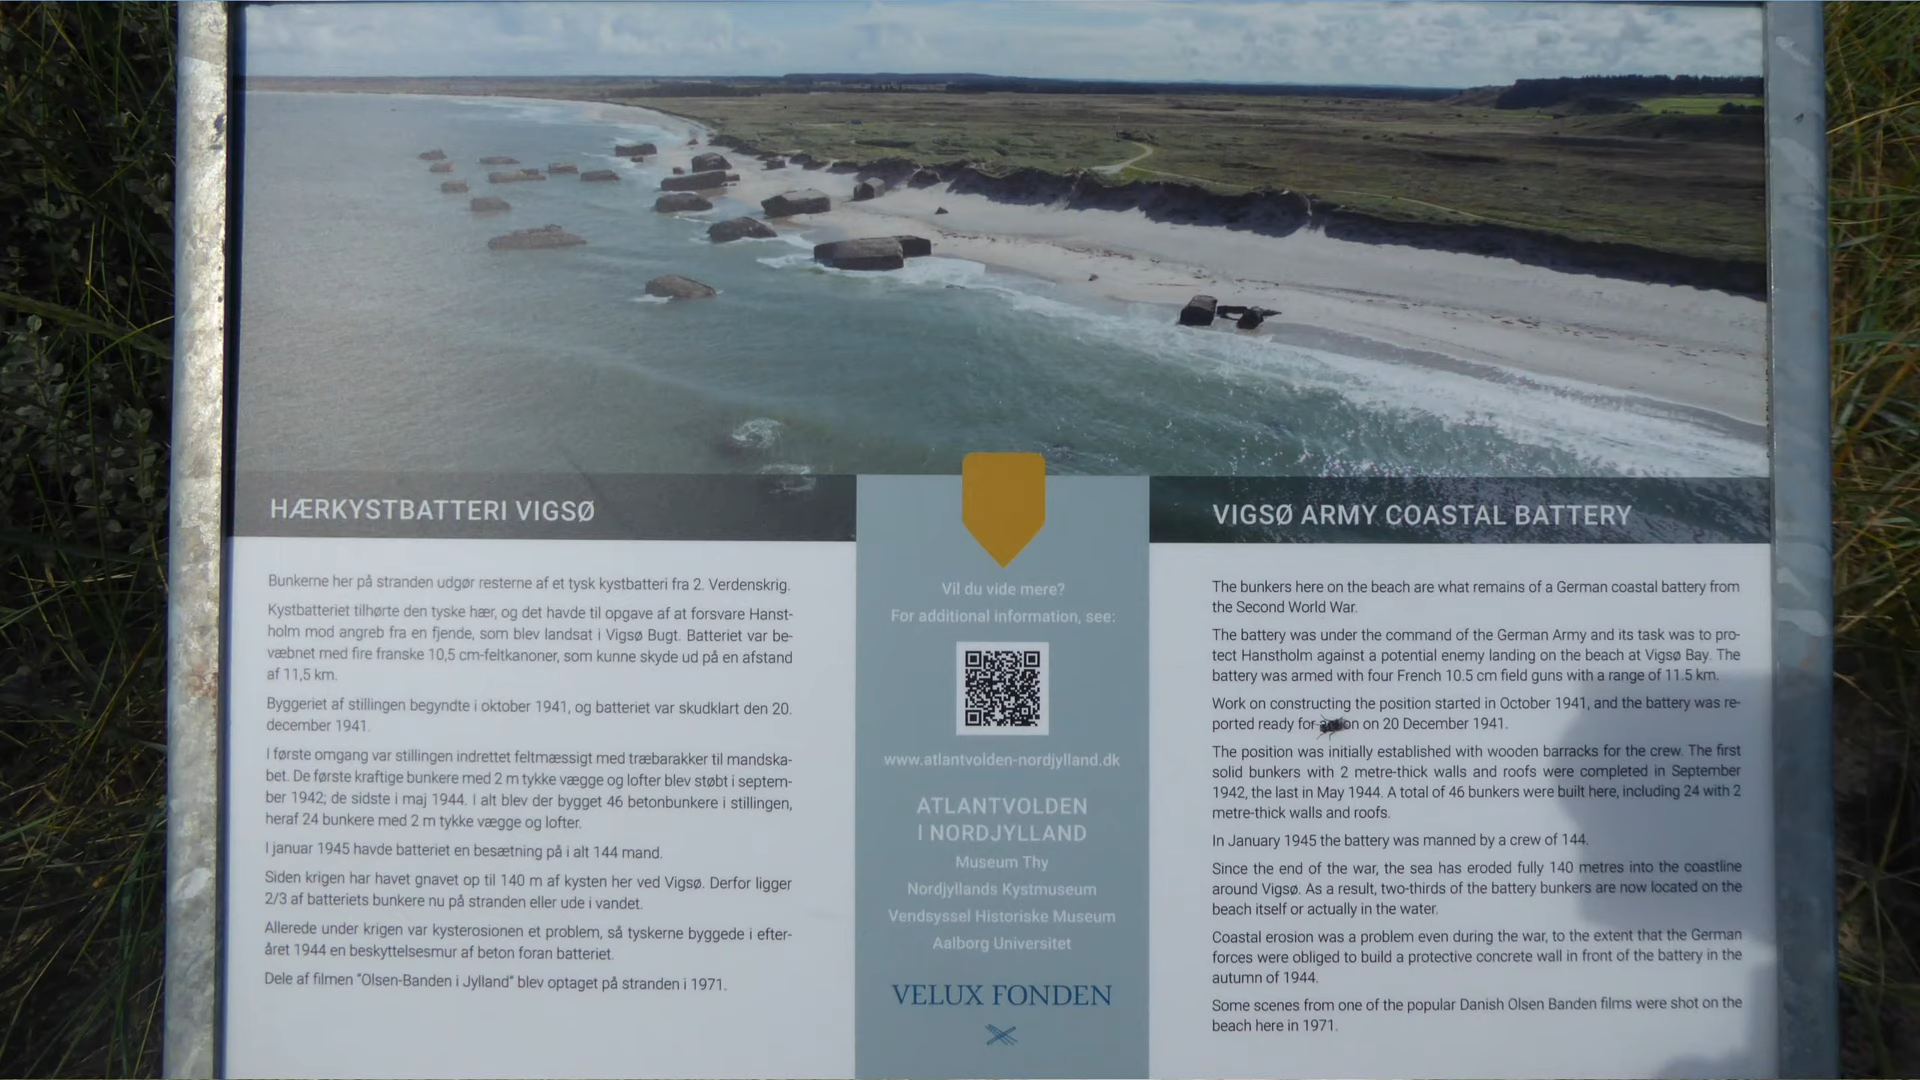 HÆRKYSTBATTERI VIGSØ
Bunkerne her på stranden udgør resterne af et tysk kystbatteri fra 2. Verdenskrig.
Kystbatteriet tilhørte den tyske hær, og det havde til opgave af at forsvare Hanst-
holm mod angreb fra en fjende, som blev landsat i Vigsø Bugt. Batteriet var be-
væbnet med fire franske 10,5 cm-feltkanoner, som kunne skyde ud på en afstand
af 11,5 km.
Byggeriet af stillingen begyndte i oktober 1941, og batteriet var skudklart den 20.
december 1941.
I første omgang var stillingen indrettet feltmæssigt med træbarakker til mandska-
bet. De første kraftige bunkere med 2 m tykke vægge og lofter blev støbt i septem-
ber 1942; de sidste i maj 1944. I alt blev der bygget 46 betonbunkere i stillingen,
heraf 24 bunkere med 2 m tykke vægge og lofter.
I januar 1945 havde batteriet en besætning på i alt 144 mand.
Siden krigen har havet gnavet op til 140 m af kysten her ved Vigsø. Derfor ligger
2/3 af batteriets bunkere nu på stranden eller ude i vandet.
Allerede under krigen var kysterosionen et problem, så tyskerne byggede i efter-
året 1944 en beskyttelsesmur af beton foran batteriet.
Dele af filmen "Olsen-Banden i Jylland" blev optaget på stranden i 1971.
Vil du vide mere?
For additional information, see:
www.atlantvolden-nordjylland.dk
ATLANTVOLDEN
I NORDJYLLAND
Museum Thy
Nordjyllands Kystmuseum
Vendsyssel Historiske Museum
Aalborg Universitet
VELUX FONDEN
VIGSØ ARMY COASTAL BATTERY
The bunkers here on the beach are what remains of a German coastal battery from
the Second World War.
The battery was under the command of the German Army and its task was to pro-
tect Hanstholm against a potential enemy landing on the beach at Vigsø Bay. The
battery was armed with four French 10.5 cm field guns with a range of 11.5 km.
Work on constructing the position started in October 1941, and the battery was re-
ported ready for on 20 December 1941.
The position was initially established with wooden barracks for the crew. The first
solid bunkers with 2 metre-thick walls and roofs were completed in September
1942, the last in May 1944. A total of 46 bunkers were built here, including 24 with 2
metre-thick walls and roofs.
In January 1945 the battery was manned by a crew of 144.
Since the end of the war, the sea has eroded fully 140 metres into the coastline
around Vigsø. As a result, two-thirds of the battery bunkers are now located on the
beach itself or actually in the water.
Coastal erosion was a problem even during the war, to the extent that the German
forces were obliged to build a protective concrete wall in front of the battery in the
autumn of 1944.
Some scenes from one of the popular Danish Olsen Banden films were shot on the
beach here in 1971.